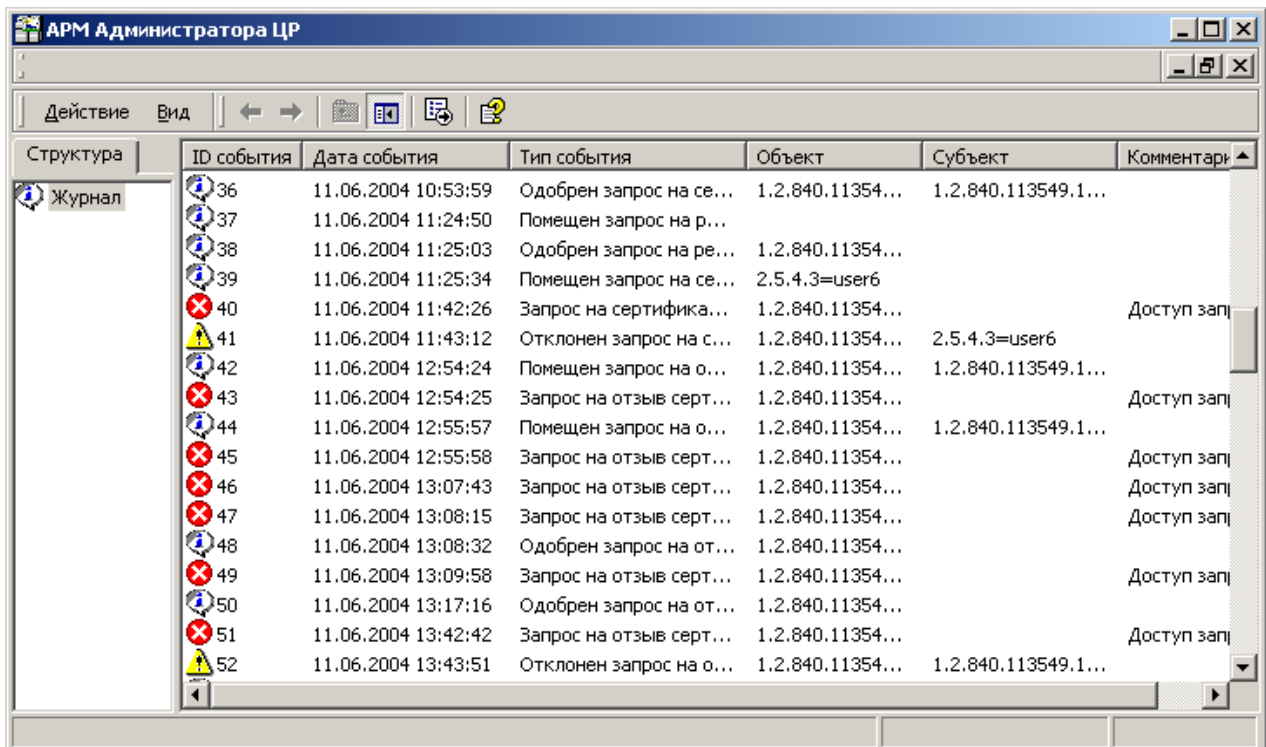 АРМ Администратора ЦР
Действие Вид
Структура ID события Дата события Тип события Объект Субъект Комментари
Журнал
36 11.06.2004 10:53:59 Одобрен запрос на се... 1.2.840.11354... 1.2.840.113549.1...
37 11.06.2004 11:24:50 Помещен запрос на р...
38 11.06.2004 11:25:03 Одобрен запрос на ре... 1.2.840.11354...
39 11.06.2004 11:25:34 Помещен запрос на се... 2.5.4.3=user6
40 11.06.2004 11:42:26 Запрос на сертифика... 1.2.840.11354... Доступ зап
41 11.06.2004 11:43:12 Отклонен запрос на с... 1.2.840.11354... 2.5.4.3=user6
42 11.06.2004 12:54:24 Помещен запрос на о... 1.2.840.11354... 1.2.840.113549.1...
43 11.06.2004 12:54:25 Запрос на отзыв серт... 1.2.840.11354... Доступ зап
44 11.06.2004 12:55:57 Помещен запрос на о... 1.2.840.11354... 1.2.840.113549.1...
45 11.06.2004 12:55:58 Запрос на отзыв серт... 1.2.840.11354... Доступ зап
46 11.06.2004 13:07:43 Запрос на отзыв серт... 1.2.840.11354... Доступ зап
47 11.06.2004 13:08:15 Запрос на отзыв серт... 1.2.840.11354... Доступ зап
48 11.06.2004 13:08:32 Одобрен запрос на от... 1.2.840.11354...
49 11.06.2004 13:09:58 Запрос на отзыв серт... 1.2.840.11354... Доступ зап
50 11.06.2004 13:17:16 Одобрен запрос на от... 1.2.840.11354...
51 11.06.2004 13:42:42 Запрос на отзыв серт... 1.2.840.11354... Доступ зап
52 11.06.2004 13:43:51 Отклонен запрос на о... 1.2.840.11354... 1.2.840.113549.1...